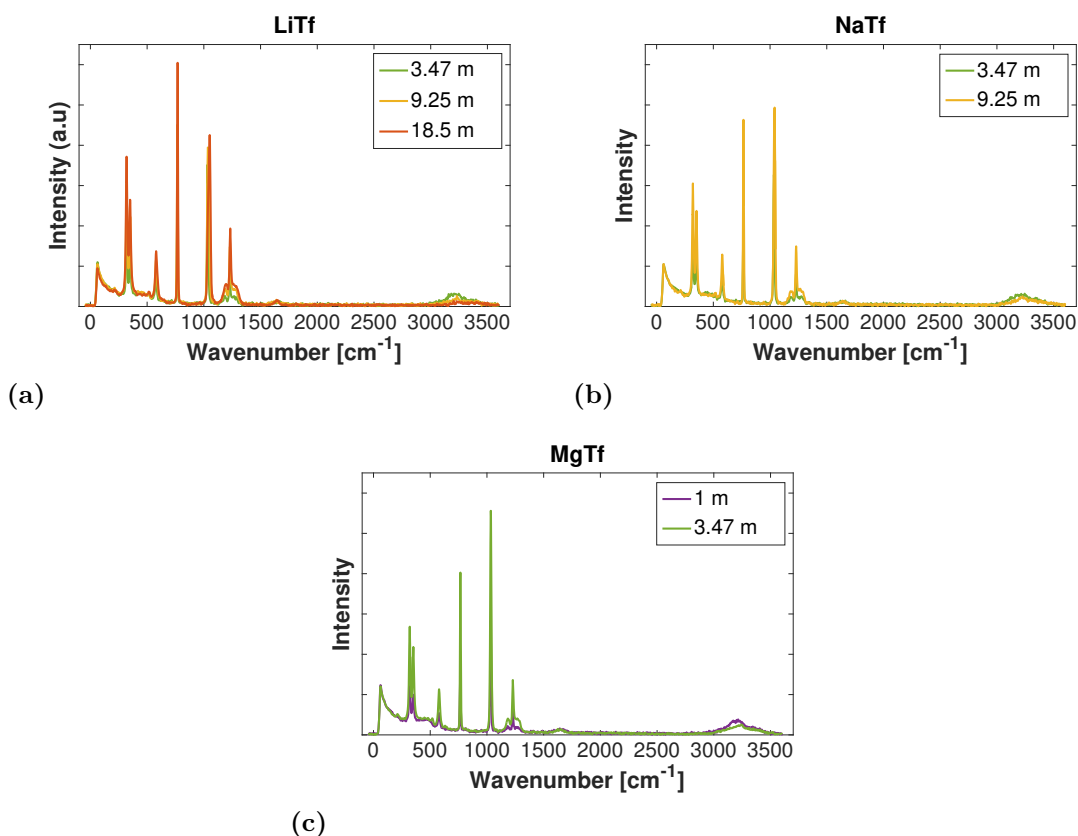 LiTf
Intensity (a.u)
3.47 m
9.25 m
18.5 m
0 500 1000 1500 2000 2500 3000 3500
Wavenumber [cm⁻¹]
(a)
NaTf
Intensity
3.47 m
9.25 m
0 500 1000 1500 2000 2500 3000 3500
Wavenumber [cm⁻¹]
(b)
MgTf
Intensity
1 m
3.47 m
0 500 1000 1500 2000 2500 3000 3500
Wavenumber [cm⁻¹]
(c)